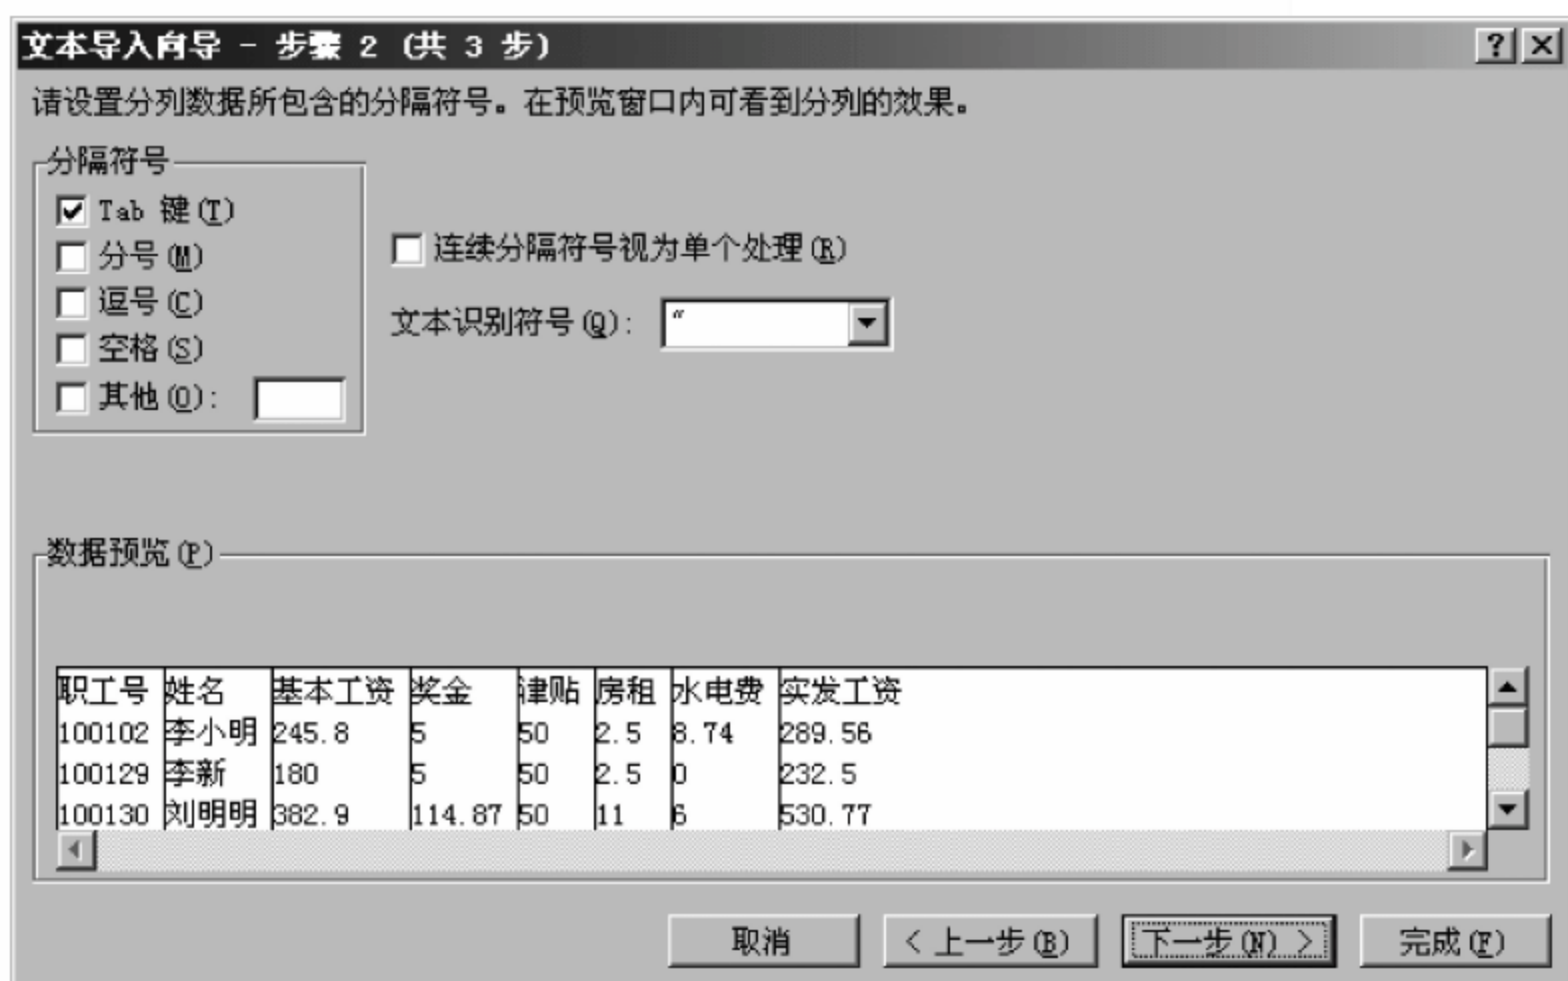 文本导入向导 - 步骤 2 (共 3 步)
请设置分列数据所包含的分隔符号。在预览窗口内可看到分列的效果。
分隔符号
Tab 键(T)
分号(M)
逗号(C)
空格(S)
其他(O):
连续分隔符号视为单个处理(R)
文本识别符号(Q): "
数据预览(P)
职工号 姓名 基本工资 奖金 津贴 房租 水电费 实发工资
100102 李小明 245.8 5 50 2.5 8.74 289.56
100129 李新 180 5 50 2.5 0 232.5
100130 刘明明 382.9 114.87 50 11 6 530.77
取消 < 上一步(B) 下一步(N) > 完成(F)